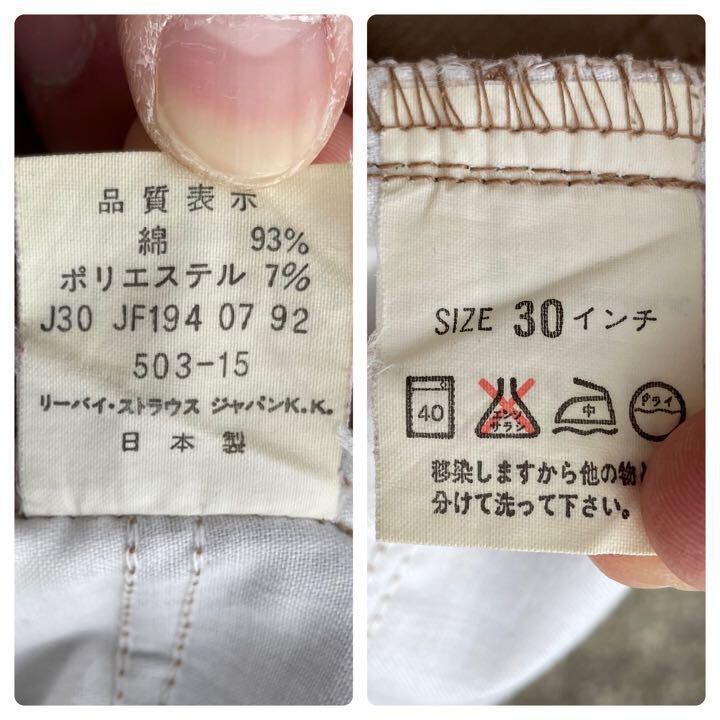 品質表示
綿 93%
ポリエステル 7%
J30 JF194 07 92
503-15
リーバイ・ストラウス ジャパンK.K.
日本製
SIZE 30インチ
40
エンソ
サラシ
中
ドライ
移染しますから他の物と
分けて洗って下さい。